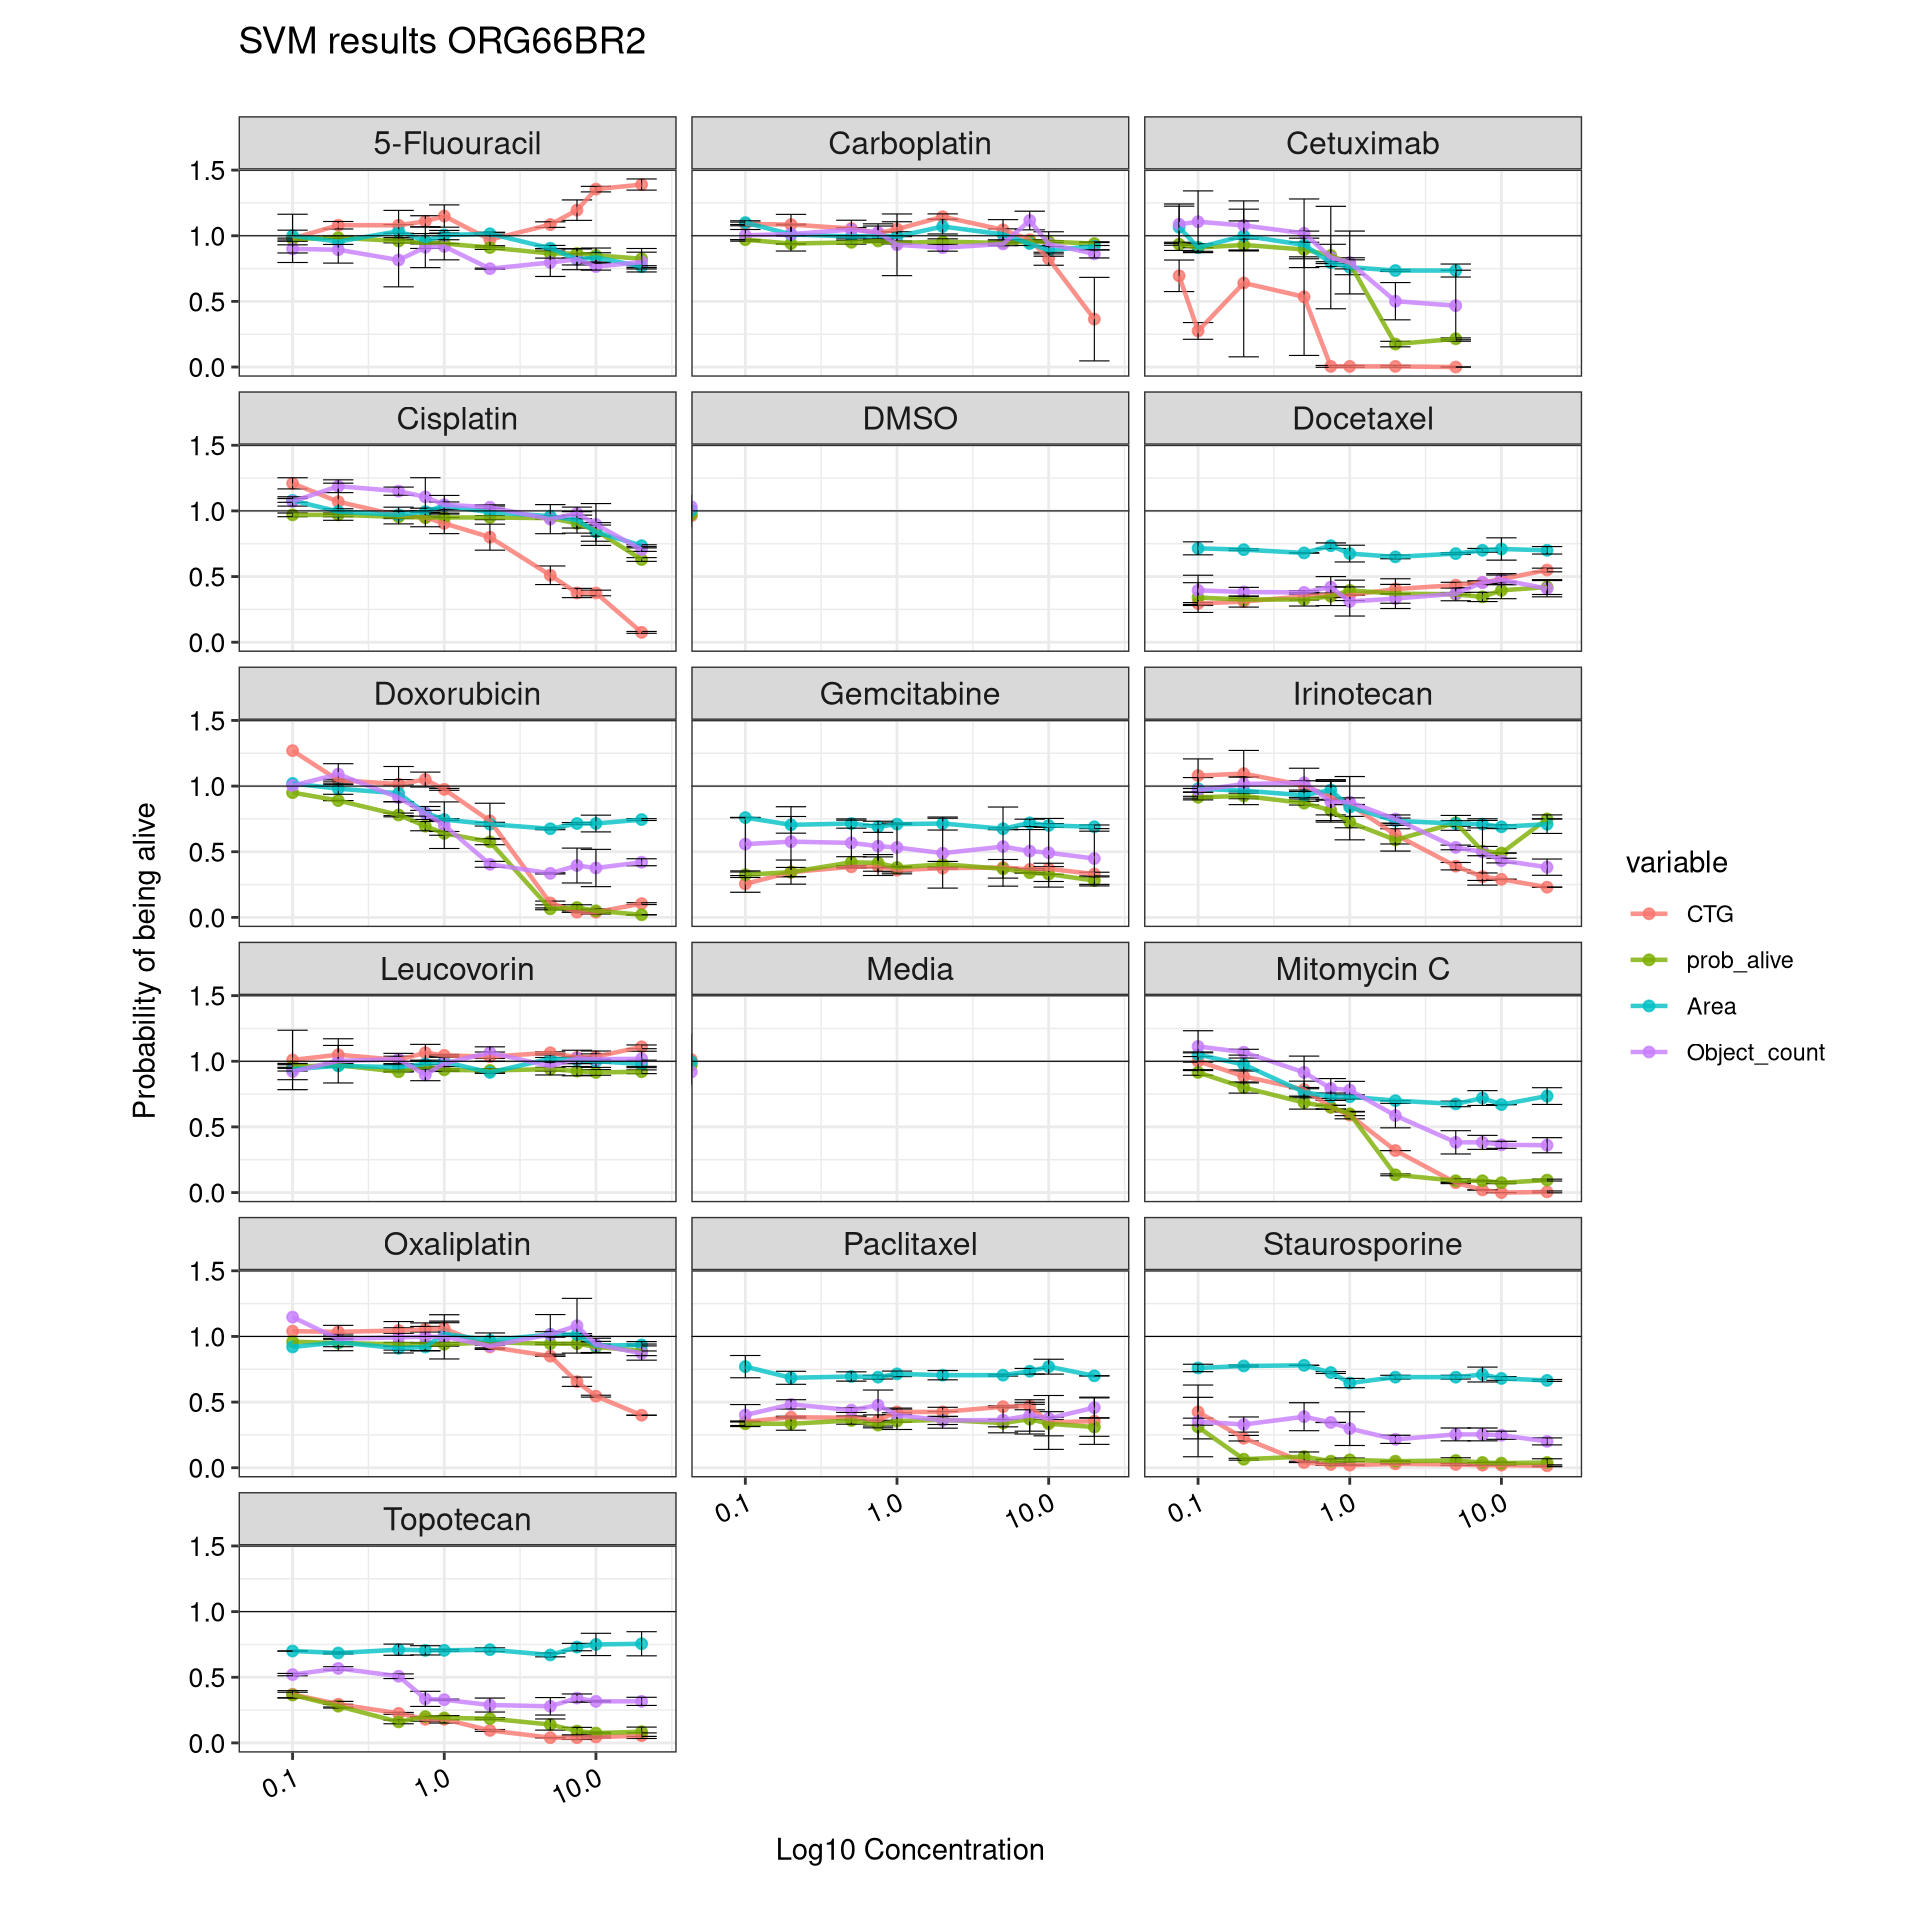 SVM results ORG66BR2
5-Fluouracil
Carboplatin
Cetuximab
1.5
1.0
0.5
0.0
Cisplatin
DMSO
Docetaxel
1.5
1.0
0.5
0.0
Doxorubicin
Gemcitabine
Irinotecan
1.5
1.0
0.5
0.0
Leucovorin
Media
Mitomycin C
1.5
1.0
0.5
0.0
Oxaliplatin
Paclitaxel
Staurosporine
1.5
1.0
0.5
0.0
0.1 1.0 10.0
0.1 1.0 10.0
Topotecan
1.5
1.0
0.5
0.0
0.1 1.0 10.0
Log10 Concentration
Probability of being alive
variable
CTG
prob_alive
Area
Object_count